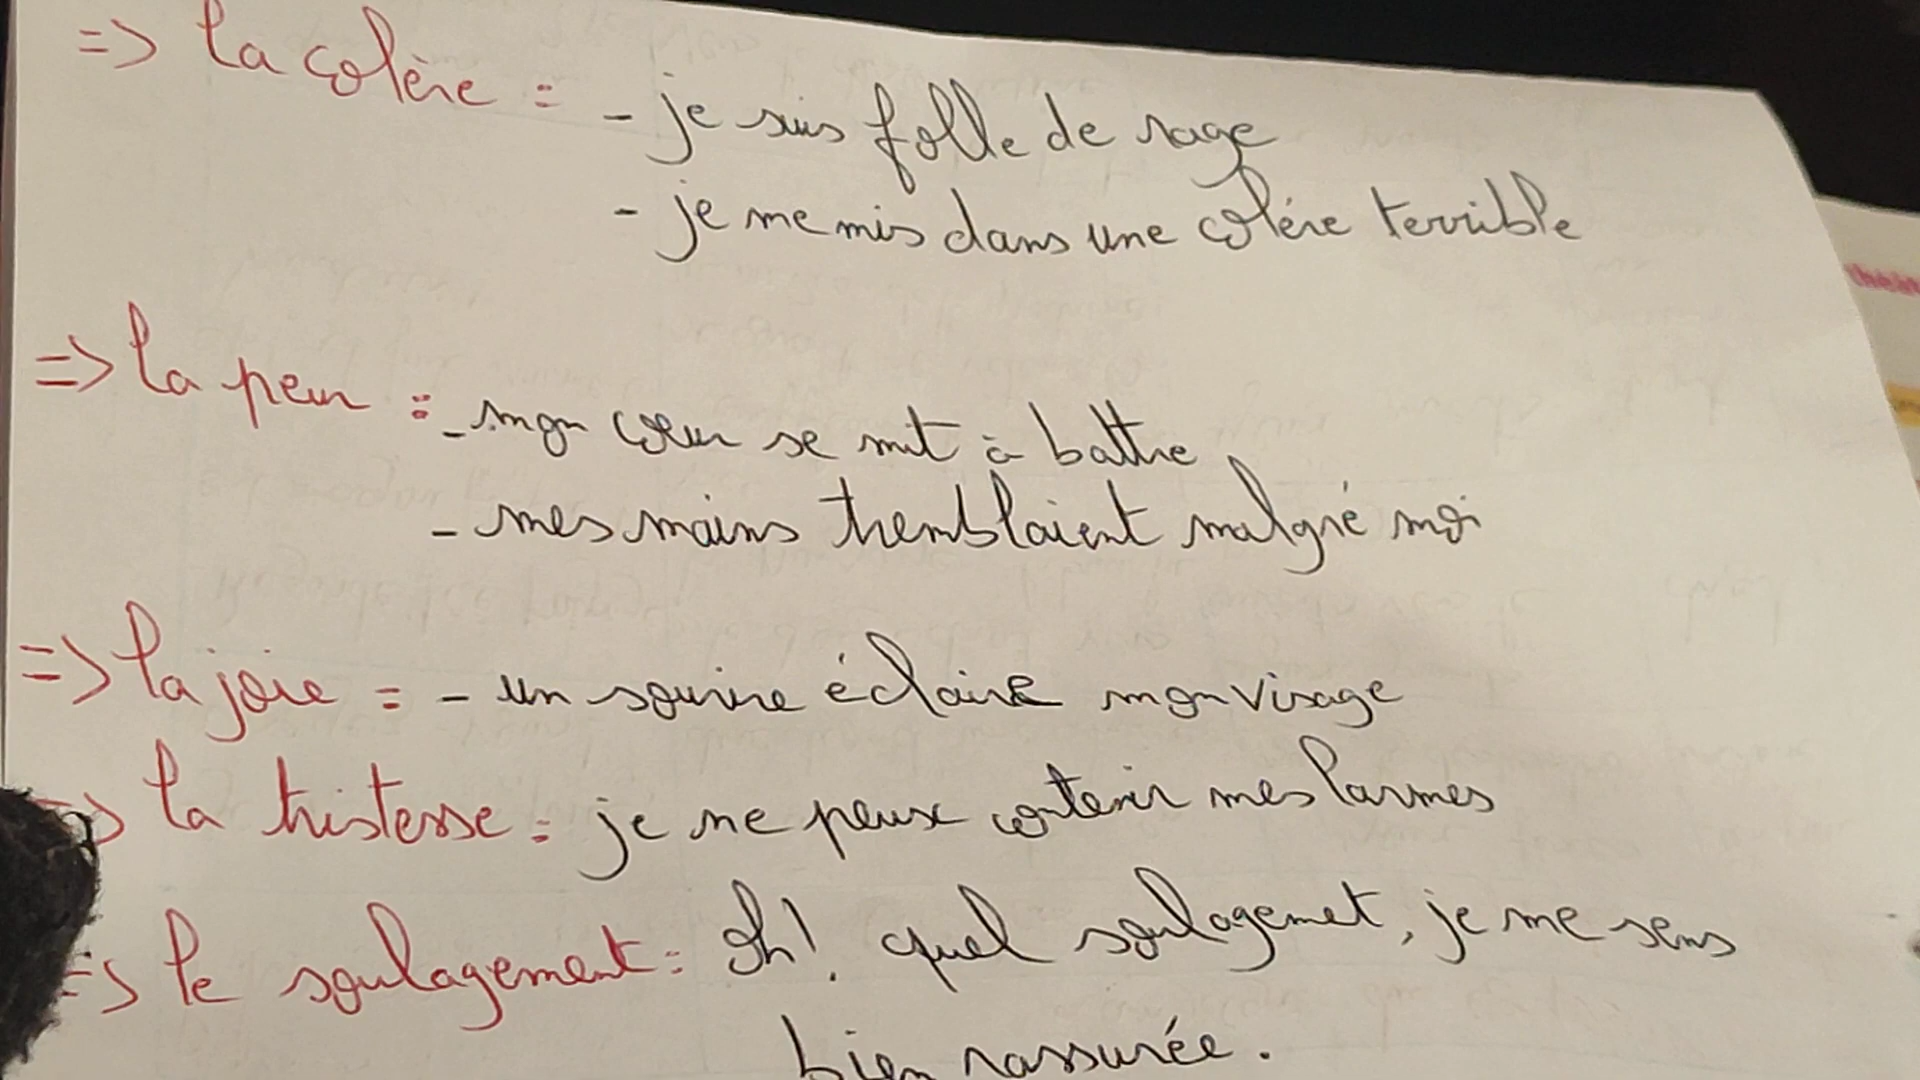 => la colère : - je suis folle de rage
- je me mis dans une colére terrible
=> la peur : - mon cœur se mit à battre
- mes mains tremblaient malgré moi
=> la joie = - un sourire éclaire mon visage
=> la tristesse : je ne peux contenir mes larmes
=> le soulagement : Oh! quel soulagemet, je me sens
bien rassurée.